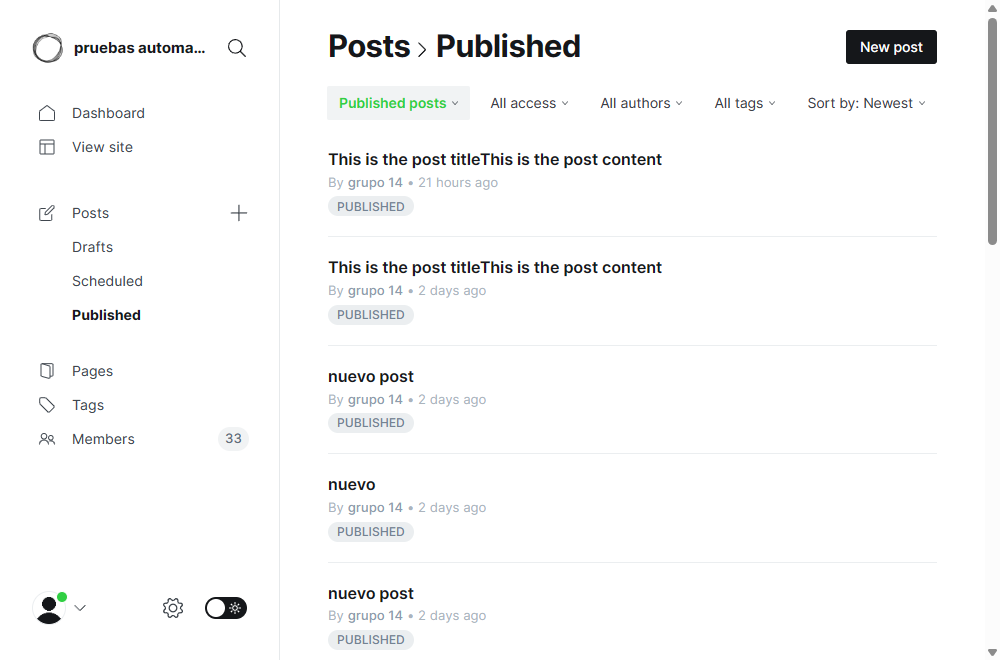 pruebas automa...
Dashboard
View site
Posts
Drafts
Scheduled
Published
Pages
Tags
Members 33
Posts > Published
New post
Published posts
All access
All authors
All tags
Sort by: Newest
This is the post titleThis is the post content
By grupo 14 • 21 hours ago
PUBLISHED
This is the post titleThis is the post content
By grupo 14 • 2 days ago
PUBLISHED
nuevo post
By grupo 14 • 2 days ago
PUBLISHED
nuevo
By grupo 14 • 2 days ago
PUBLISHED
nuevo post
By grupo 14 • 2 days ago
PUBLISHED